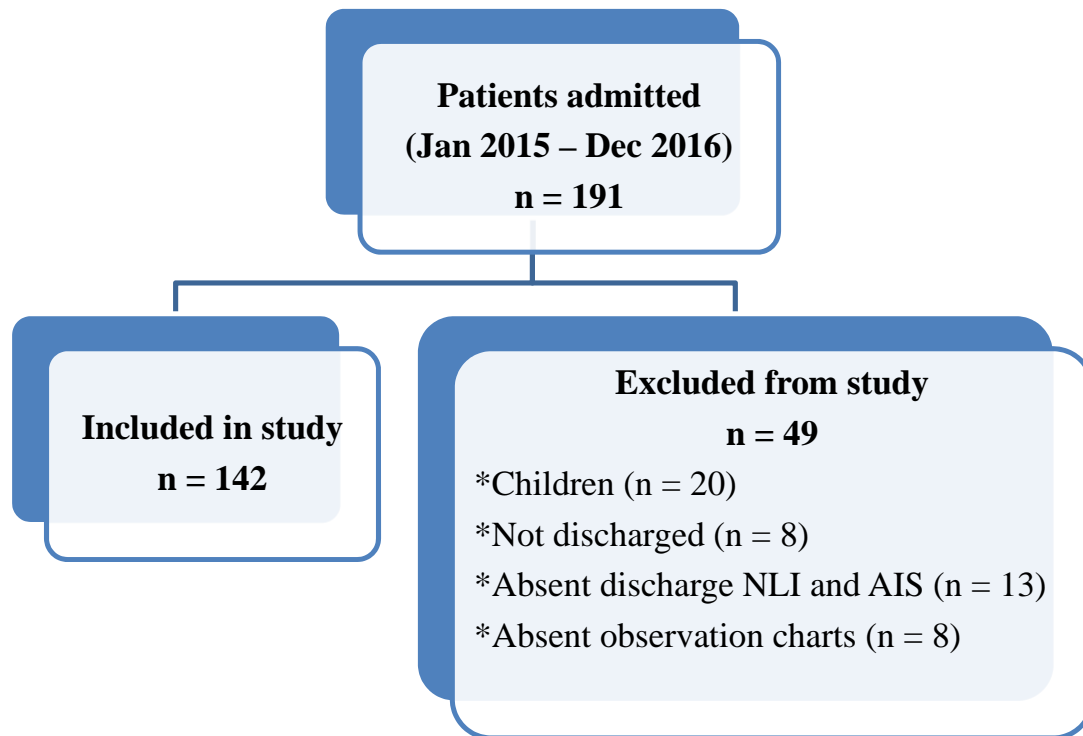 Patients admitted
(Jan 2015 – Dec 2016)
n = 191
Included in study
n = 142
Excluded from study
n = 49
*Children (n = 20)
*Not discharged (n = 8)
*Absent discharge NLI and AIS (n = 13)
*Absent observation charts (n = 8)